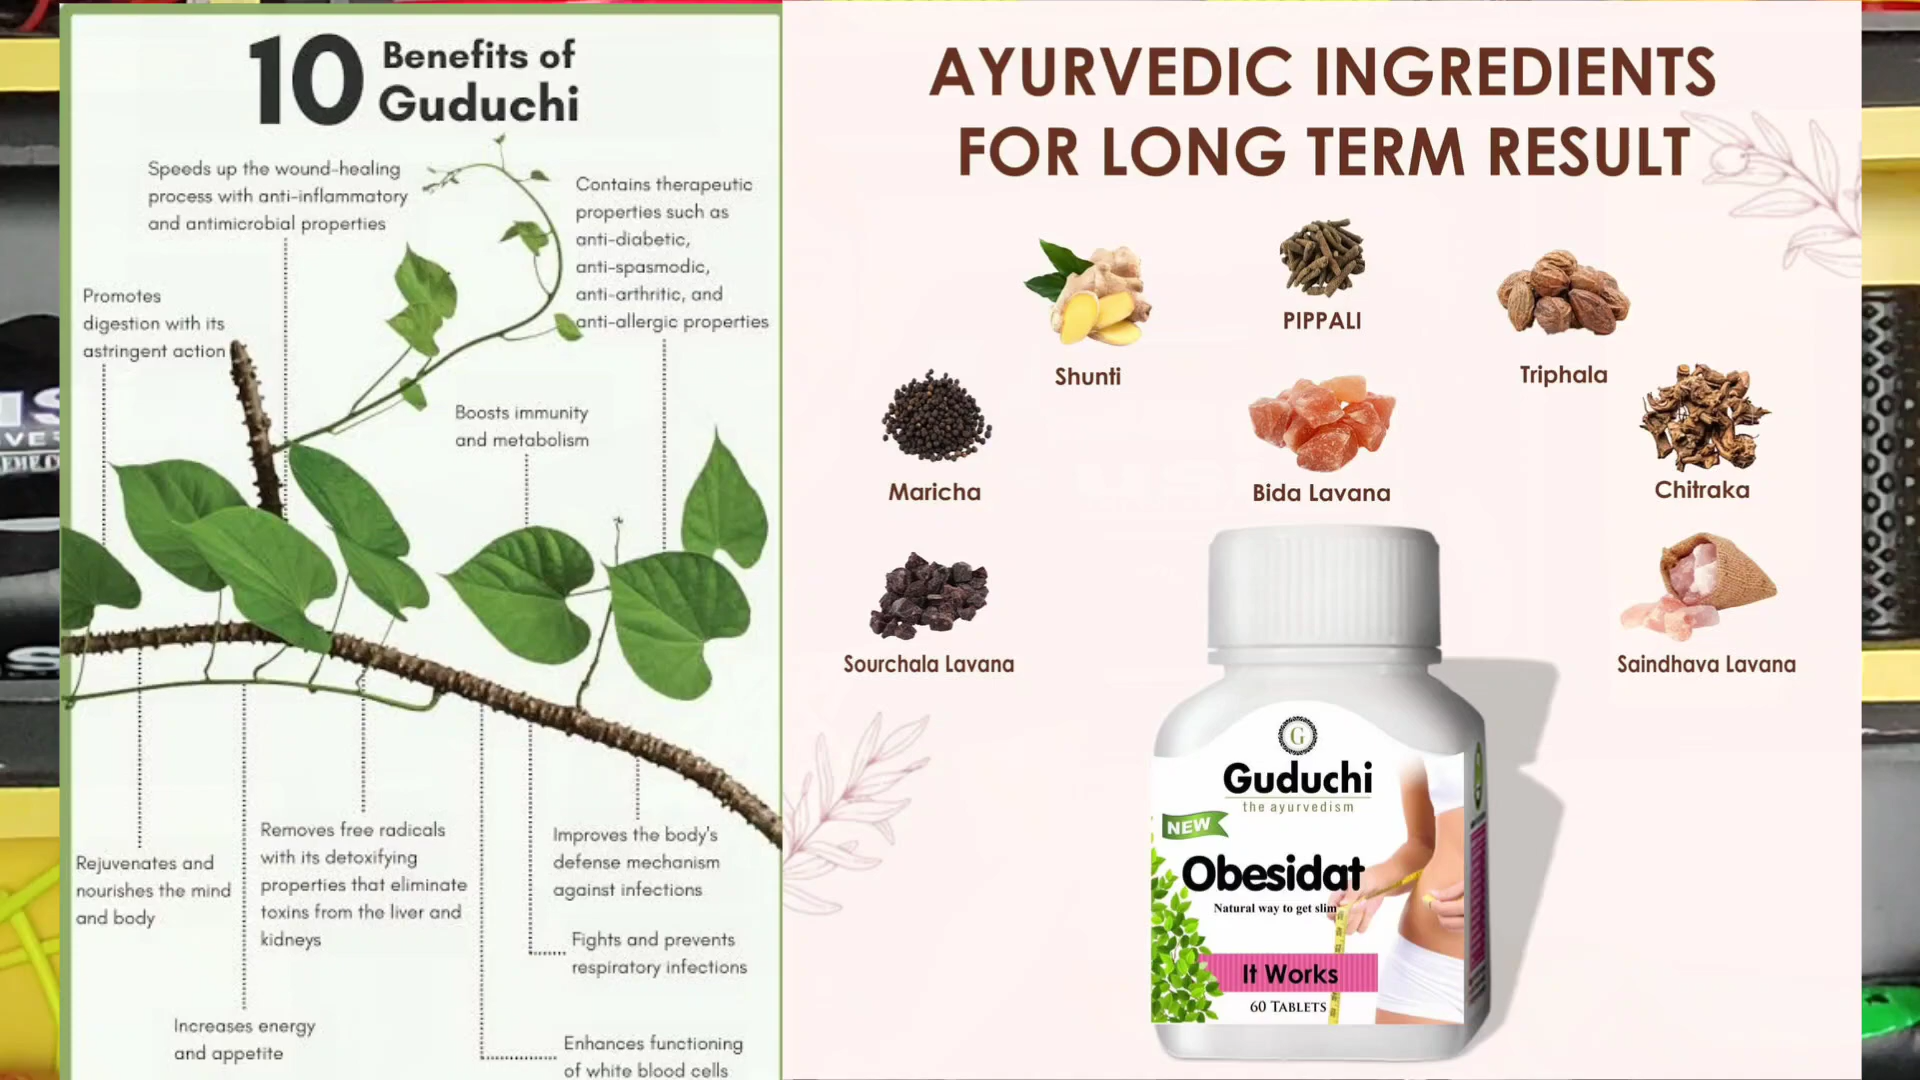 10 Benefits of
Guduchi
Speeds up the wound-healing
process with anti-inflammatory
and antimicrobial properties
Contains therapeutic
properties such as
anti-diabetic,
anti-spasmodic,
anti-arthritic, and
anti-allergic properties
Promotes
digestion with its
astringent action
Boosts immunity
and metabolism
Rejuvenates and
nourishes the mind
and body
Removes free radicals
with its detoxifying
properties that eliminate
toxins from the liver and
kidneys
Improves the body's
defense mechanism
against infections
Fights and prevents
respiratory infections
Increases energy
and appetite
Enhances functioning
of white blood cells
AYURVEDIC INGREDIENTS
FOR LONG TERM RESULT
Shunti
PIPPALI
Triphala
Maricha
Bida Lavana
Chitraka
Sourchala Lavana
Saindhava Lavana
G
Guduchi
the ayurvedism
NEW
Obesidat
Natural way to get slim
It Works
60 TABLETS